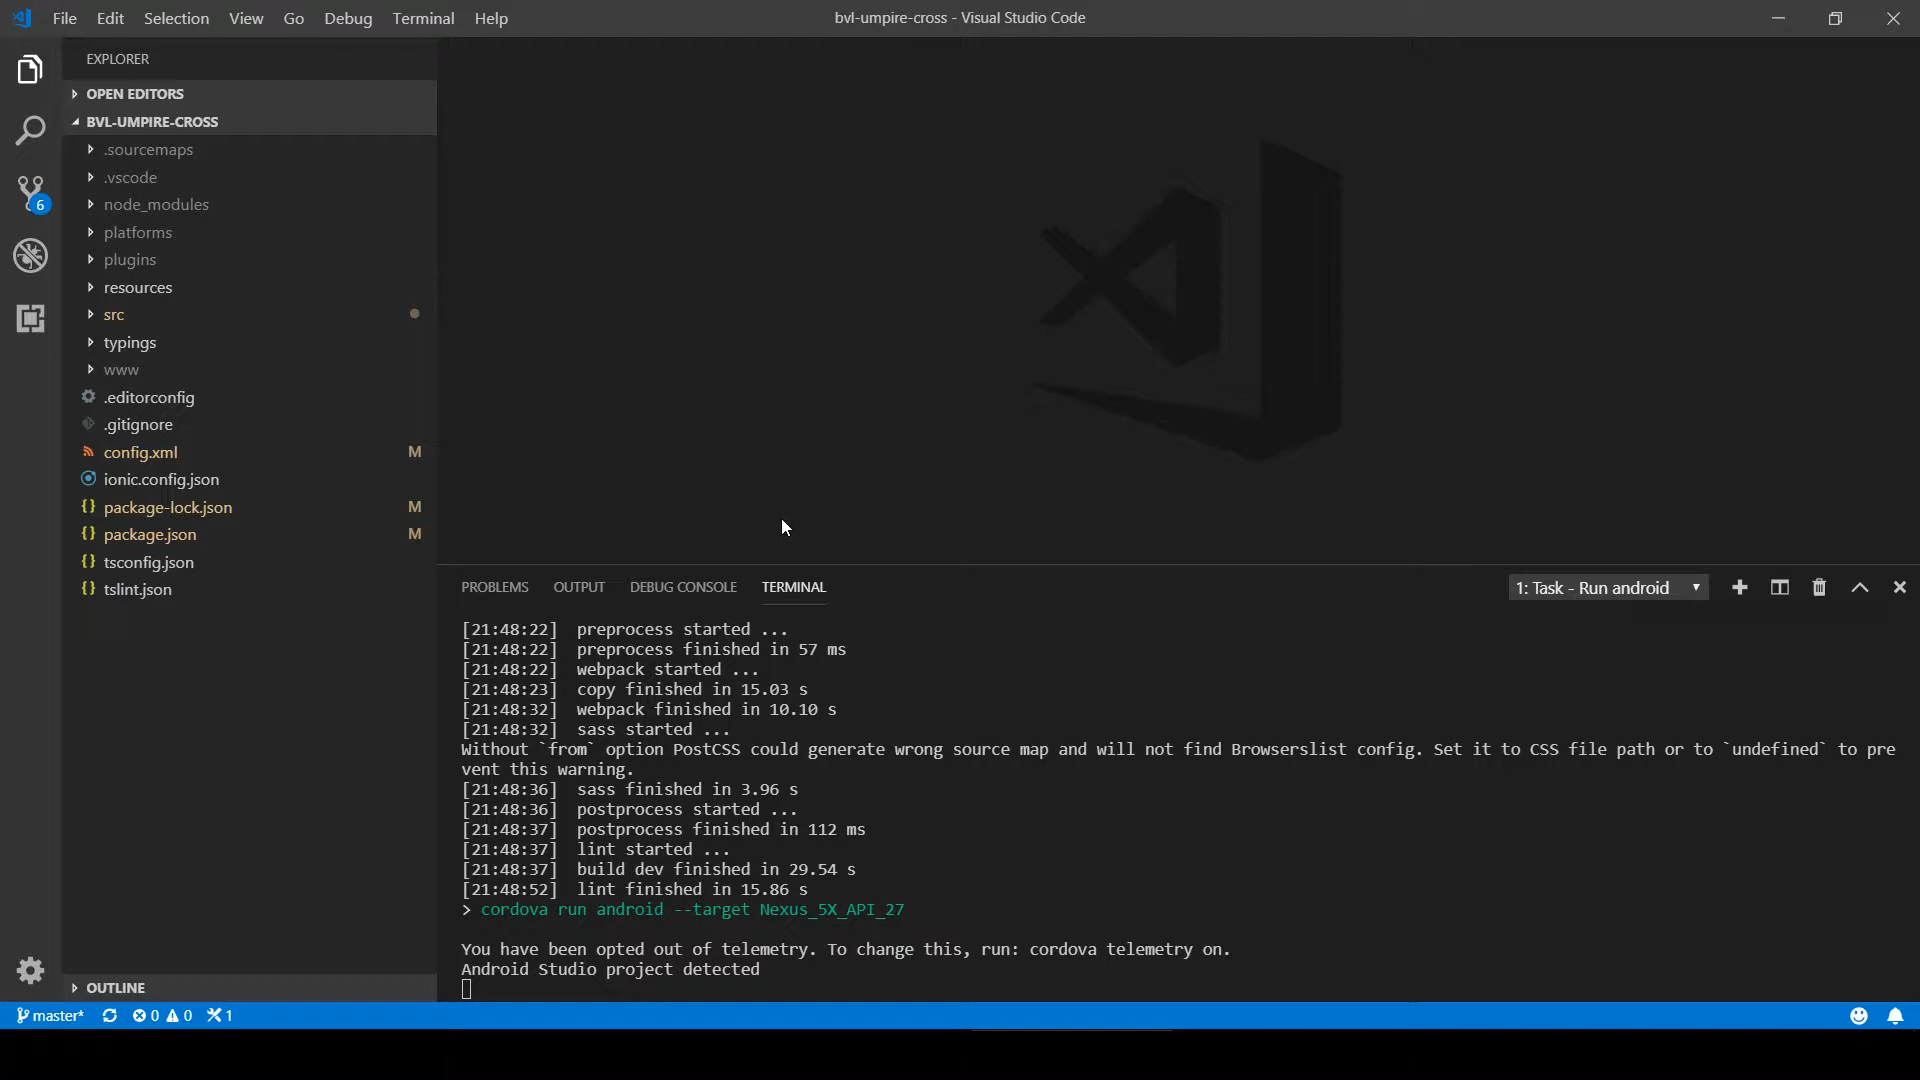 File Edit Selection View Go Debug Terminal Help
bvl-umpire-cross - Visual Studio Code
EXPLORER
OPEN EDITORS
BVL-UMPIRE-CROSS
.sourcemaps
.vscode
node_modules
platforms
plugins
resources
src
typings
www
.editorconfig
.gitignore
config.xml M
ionic.config.json
package-lock.json M
package.json M
tsconfig.json
tslint.json
OUTLINE
6
PROBLEMS OUTPUT DEBUG CONSOLE TERMINAL
1: Task - Run android
[21:48:22] preprocess started ...
[21:48:22] preprocess finished in 57 ms
[21:48:22] webpack started ...
[21:48:23] copy finished in 15.03 s
[21:48:32] webpack finished in 10.10 s
[21:48:32] sass started ...
Without `from` option PostCSS could generate wrong source map and will not find Browserslist config. Set it to CSS file path or to `undefined` to pre
vent this warning.
[21:48:36] sass finished in 3.96 s
[21:48:36] postprocess started ...
[21:48:37] postprocess finished in 112 ms
[21:48:37] lint started ...
[21:48:37] build dev finished in 29.54 s
[21:48:52] lint finished in 15.86 s
> cordova run android --target Nexus_5X_API_27
You have been opted out of telemetry. To change this, run: cordova telemetry on.
Android Studio project detected
master* 0 0 1